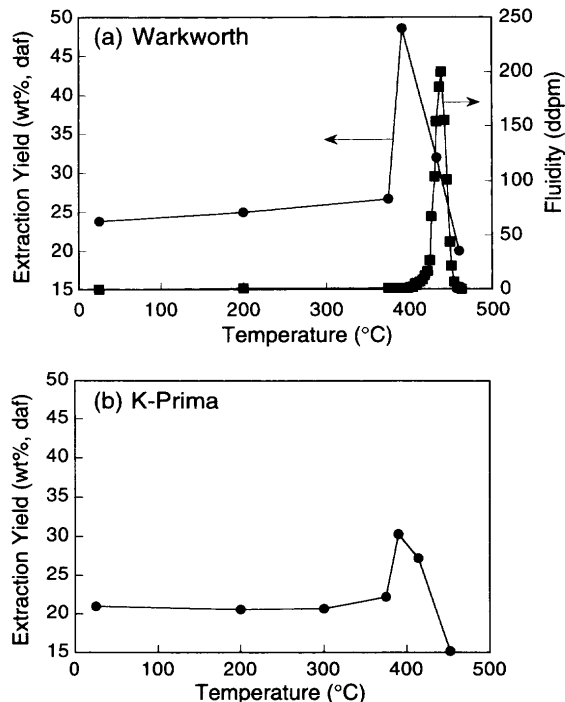 (a) Warkworth
50
45
40
35
30
25
20
15
Extraction Yield (wt%, daf)
250
200
150
100
50
0
Fluidity (ddpm)
0 100 200 300 400 500
Temperature (°C)
(b) K-Prima
50
45
40
35
30
25
20
15
Extraction Yield (wt%, daf)
0 100 200 300 400 500
Temperature (°C)